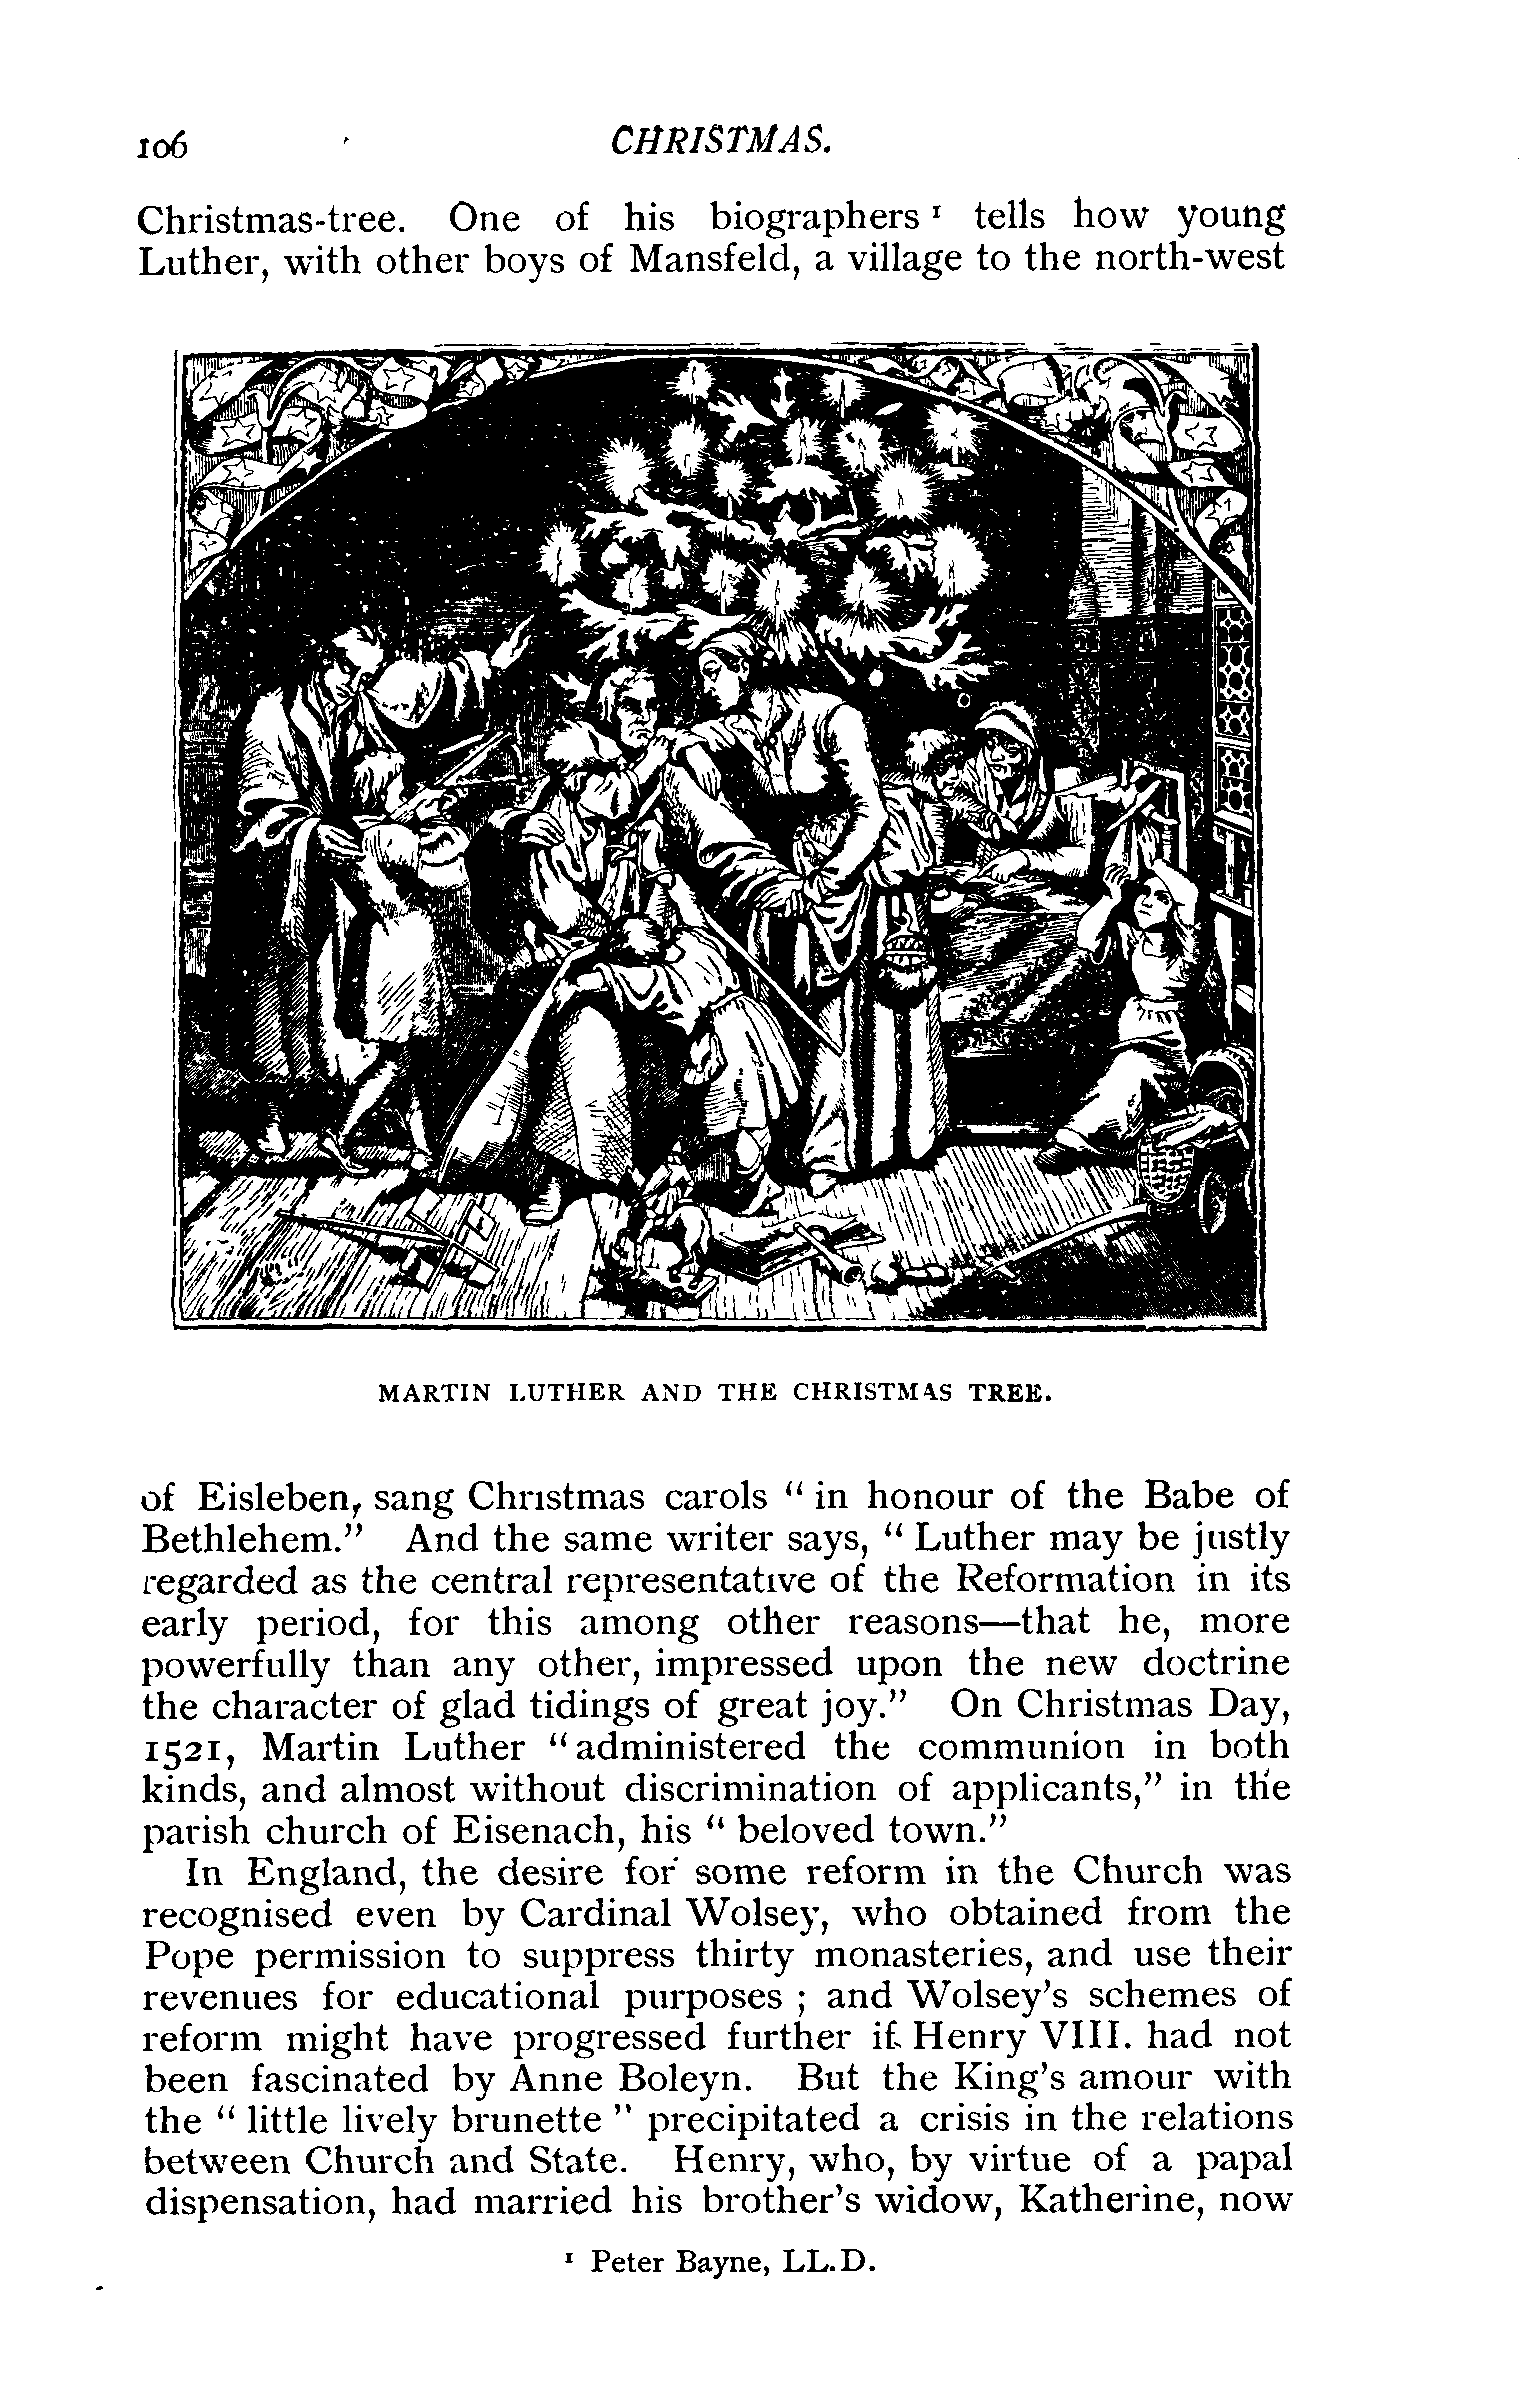 106
CHRISTMAS.
Christmas-tree. One of his biographers ¹ tells how young
Luther, with other boys of Mansfeld, a village to the north-west
MARTIN LUTHER AND THE CHRISTMAS TREE.
of Eisleben, sang Christmas carols “ in honour of the Babe of
Bethlehem.” And the same writer says, “ Luther may be justly
regarded as the central representative of the Reformation in its
early period, for this among other reasons—that he, more
powerfully than any other, impressed upon the new doctrine
the character of glad tidings of great joy.” On Christmas Day,
1521, Martin Luther “ administered the communion in both
kinds, and almost without discrimination of applicants,” in the
parish church of Eisenach, his “ beloved town.”
In England, the desire for some reform in the Church was
recognised even by Cardinal Wolsey, who obtained from the
Pope permission to suppress thirty monasteries, and use their
revenues for educational purposes ; and Wolsey’s schemes of
reform might have progressed further if Henry VIII. had not
been fascinated by Anne Boleyn. But the King’s amour with
the “ little lively brunette ” precipitated a crisis in the relations
between Church and State. Henry, who, by virtue of a papal
dispensation, had married his brother’s widow, Katherine, now
¹ Peter Bayne, LL.D.